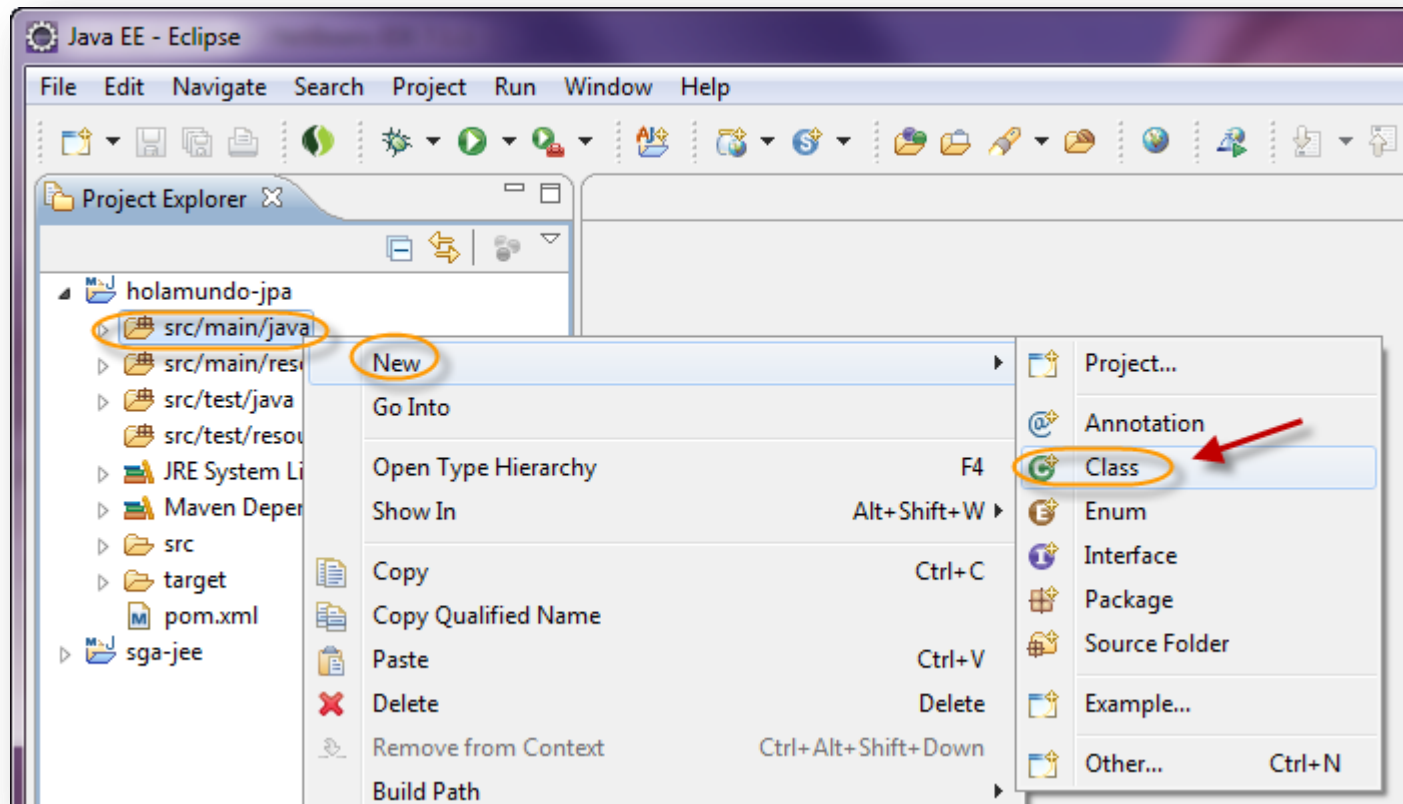 Java EE - Eclipse
File Edit Navigate Search Project Run Window Help
Project Explorer
holamundo-jpa
src/main/java
src/main/res
src/test/java
src/test/resou
JRE System Li
Maven Deper
src
target
pom.xml
sga-jee
New
Go Into
Open Type Hierarchy F4
Show In Alt+Shift+W
Copy Ctrl+C
Copy Qualified Name
Paste Ctrl+V
Delete Delete
Remove from Context Ctrl+Alt+Shift+Down
Build Path
Project...
Annotation
Class
Enum
Interface
Package
Source Folder
Example...
Other... Ctrl+N